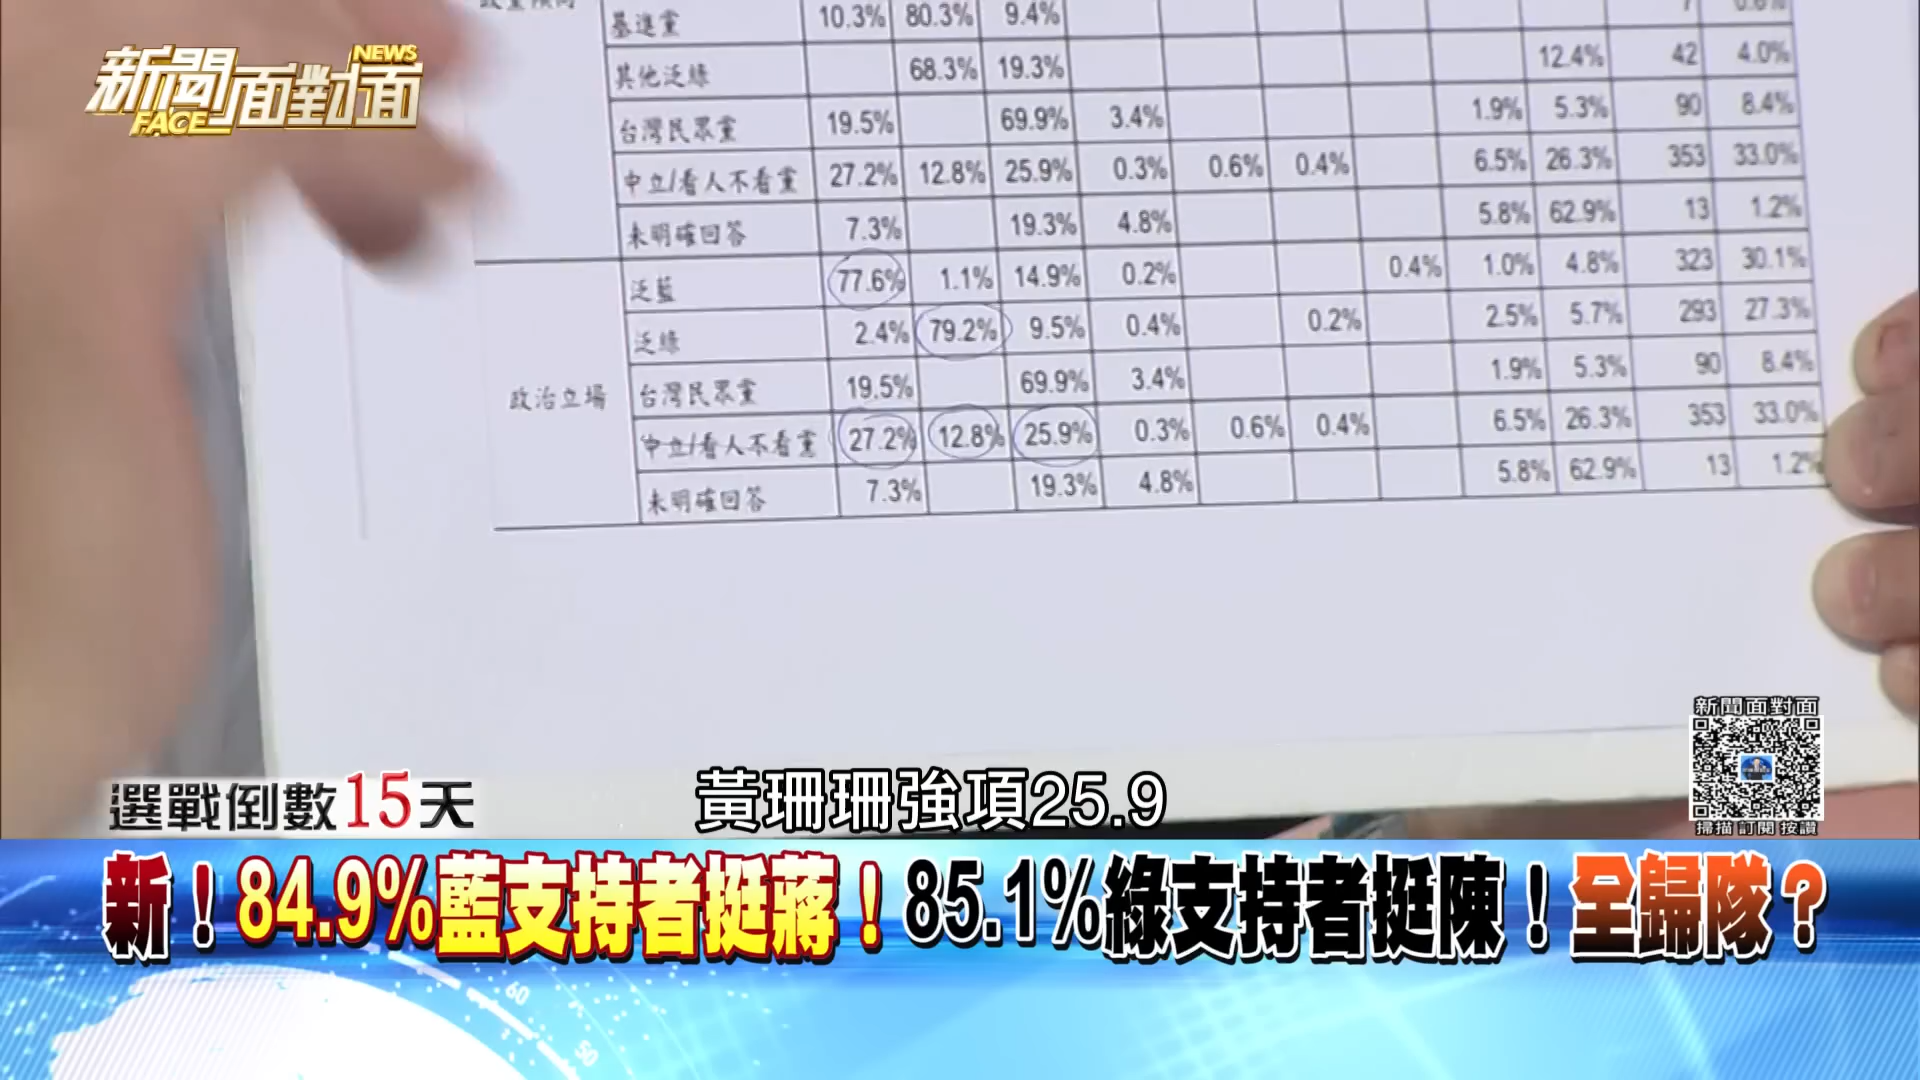 新聞面對面
NEWS
FACE
基進黨 10.3% 80.3% 9.4% 7
其他泛綠 68.3% 19.3% 12.4% 42 4.0%
台灣民眾黨 19.5% 69.9% 3.4% 1.9% 5.3% 90 8.4%
中立/看人不看黨 27.2% 12.8% 25.9% 0.3% 0.6% 0.4% 6.5% 26.3% 353 33.0%
未明確回答 7.3% 19.3% 4.8% 5.8% 62.9% 13 1.2%
泛藍 77.6% 1.1% 14.9% 0.2% 0.4% 1.0% 4.8% 323 30.1%
泛綠 2.4% 79.2% 9.5% 0.4% 0.2% 2.5% 5.7% 293 27.3%
政治立場 台灣民眾黨 19.5% 69.9% 3.4% 1.9% 5.3% 90 8.4%
中立/看人不看黨 27.2% 12.8% 25.9% 0.3% 0.6% 0.4% 6.5% 26.3% 353 33.0%
未明確回答 7.3% 19.3% 4.8% 5.8% 62.9% 13 1.2%
新聞面對面
掃描 訂閱 按讚
選戰倒數15天
黃珊珊強項25.9
新！84.9%藍支持者挺蔣！85.1%綠支持者挺陳！全歸隊？
60
50